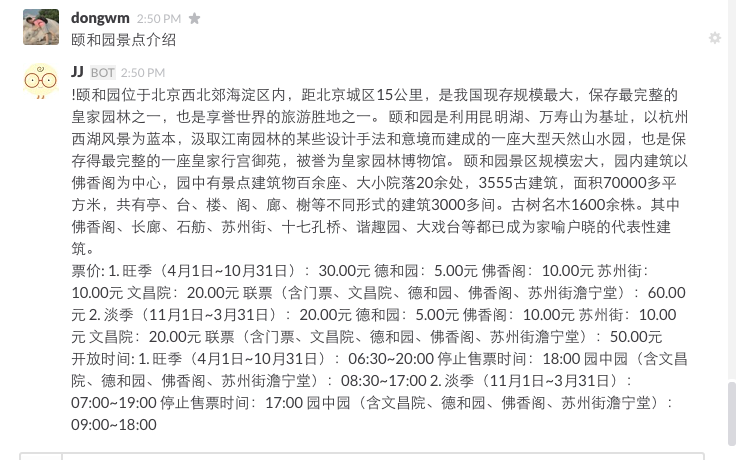 dongwm 2:50 PM
颐和园景点介绍
JJ BOT 2:50 PM
!颐和园位于北京西北郊海淀区内，距北京城区15公里，是我国现存规模最大，保存最完整的
皇家园林之一，也是享誉世界的旅游胜地之一。 颐和园是利用昆明湖、万寿山为基址，以杭州
西湖风景为蓝本，汲取江南园林的某些设计手法和意境而建成的一座大型天然山水园，也是保
存得最完整的一座皇家行宫御苑，被誉为皇家园林博物馆。 颐和园景区规模宏大，园内建筑以
佛香阁为中心，园中有景点建筑物百余座、大小院落20余处，3555古建筑，面积70000多平
方米，共有亭、台、楼、阁、廊、榭等不同形式的建筑3000多间。古树名木1600余株。其中
佛香阁、长廊、石舫、苏州街、十七孔桥、谐趣园、大戏台等都已成为家喻户晓的代表性建
筑。
票价: 1. 旺季（4月1日~10月31日）： 30.00元 德和园：5.00元 佛香阁：10.00元 苏州街：
10.00元 文昌院：20.00元 联票（含门票、文昌院、德和园、佛香阁、苏州街澹宁堂）：60.00
元 2. 淡季（11月1日~3月31日）：20.00元 德和园：5.00元 佛香阁：10.00元 苏州街：10.00
元 文昌院：20.00元 联票（含门票、文昌院、德和园、佛香阁、苏州街澹宁堂）：50.00元
开放时间: 1. 旺季（4月1日~10月31日）：06:30~20:00 停止售票时间：18:00 园中园（含文昌
院、德和园、佛香阁、苏州街澹宁堂）：08:30~17:00 2. 淡季（11月1日~3月31日）：
07:00~19:00 停止售票时间：17:00 园中园（含文昌院、德和园、佛香阁、苏州街澹宁堂）：
09:00~18:00